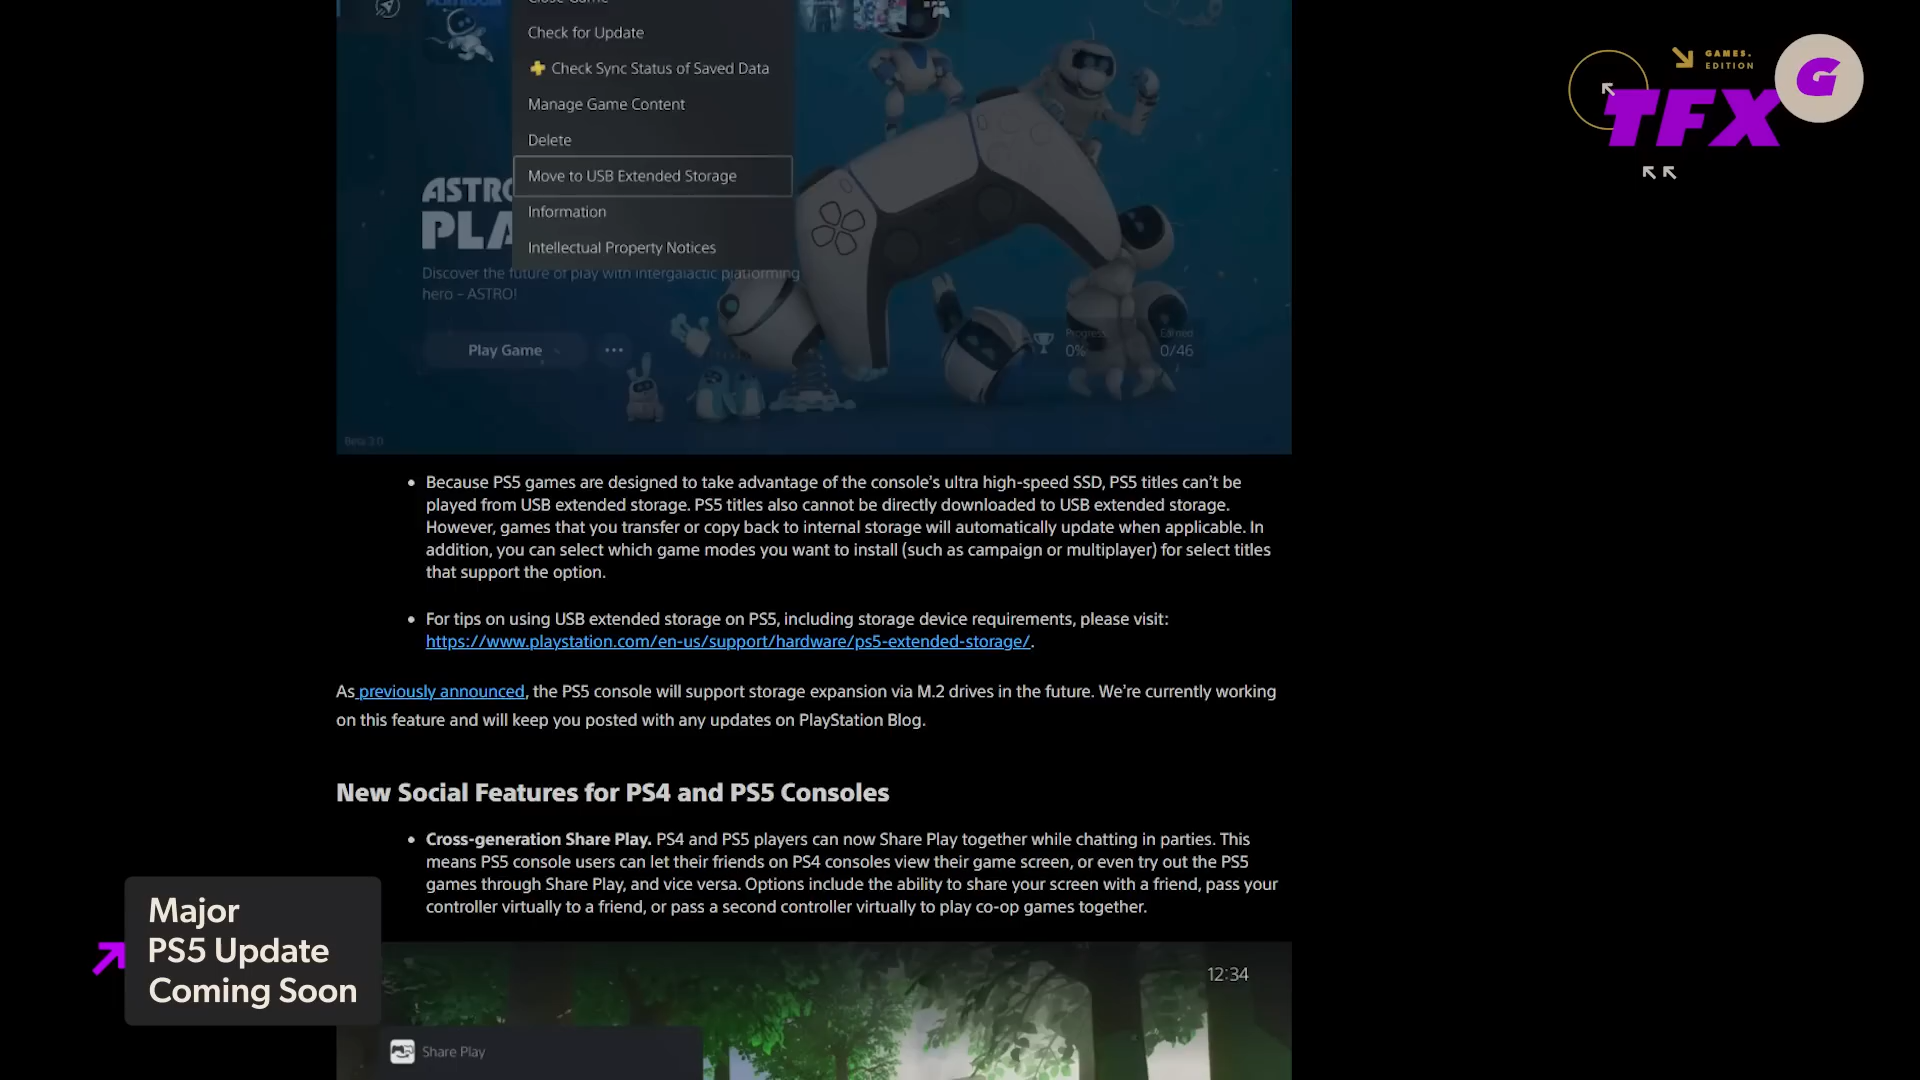 Check for Update
Check Sync Status of Saved Data
Manage Game Content
Delete
Move to USB Extended Storage
Information
Intellectual Property Notices
ASTRO
PLA
Discover the future of play with intergalactic platforming
hero - ASTRO!
Play Game
Progress
0%
Earned
0/46
Beta 3.0
GAMES.
EDITION
TFX
G
• Because PS5 games are designed to take advantage of the console’s ultra high-speed SSD, PS5 titles can’t be
played from USB extended storage. PS5 titles also cannot be directly downloaded to USB extended storage.
However, games that you transfer or copy back to internal storage will automatically update when applicable. In
addition, you can select which game modes you want to install (such as campaign or multiplayer) for select titles
that support the option.
• For tips on using USB extended storage on PS5, including storage device requirements, please visit:
https://www.playstation.com/en-us/support/hardware/ps5-extended-storage/.
As previously announced, the PS5 console will support storage expansion via M.2 drives in the future. We’re currently working
on this feature and will keep you posted with any updates on PlayStation Blog.
New Social Features for PS4 and PS5 Consoles
• Cross-generation Share Play. PS4 and PS5 players can now Share Play together while chatting in parties. This
means PS5 console users can let their friends on PS4 consoles view their game screen, or even try out the PS5
games through Share Play, and vice versa. Options include the ability to share your screen with a friend, pass your
controller virtually to a friend, or pass a second controller virtually to play co-op games together.
12:34
Share Play
Major
PS5 Update
Coming Soon